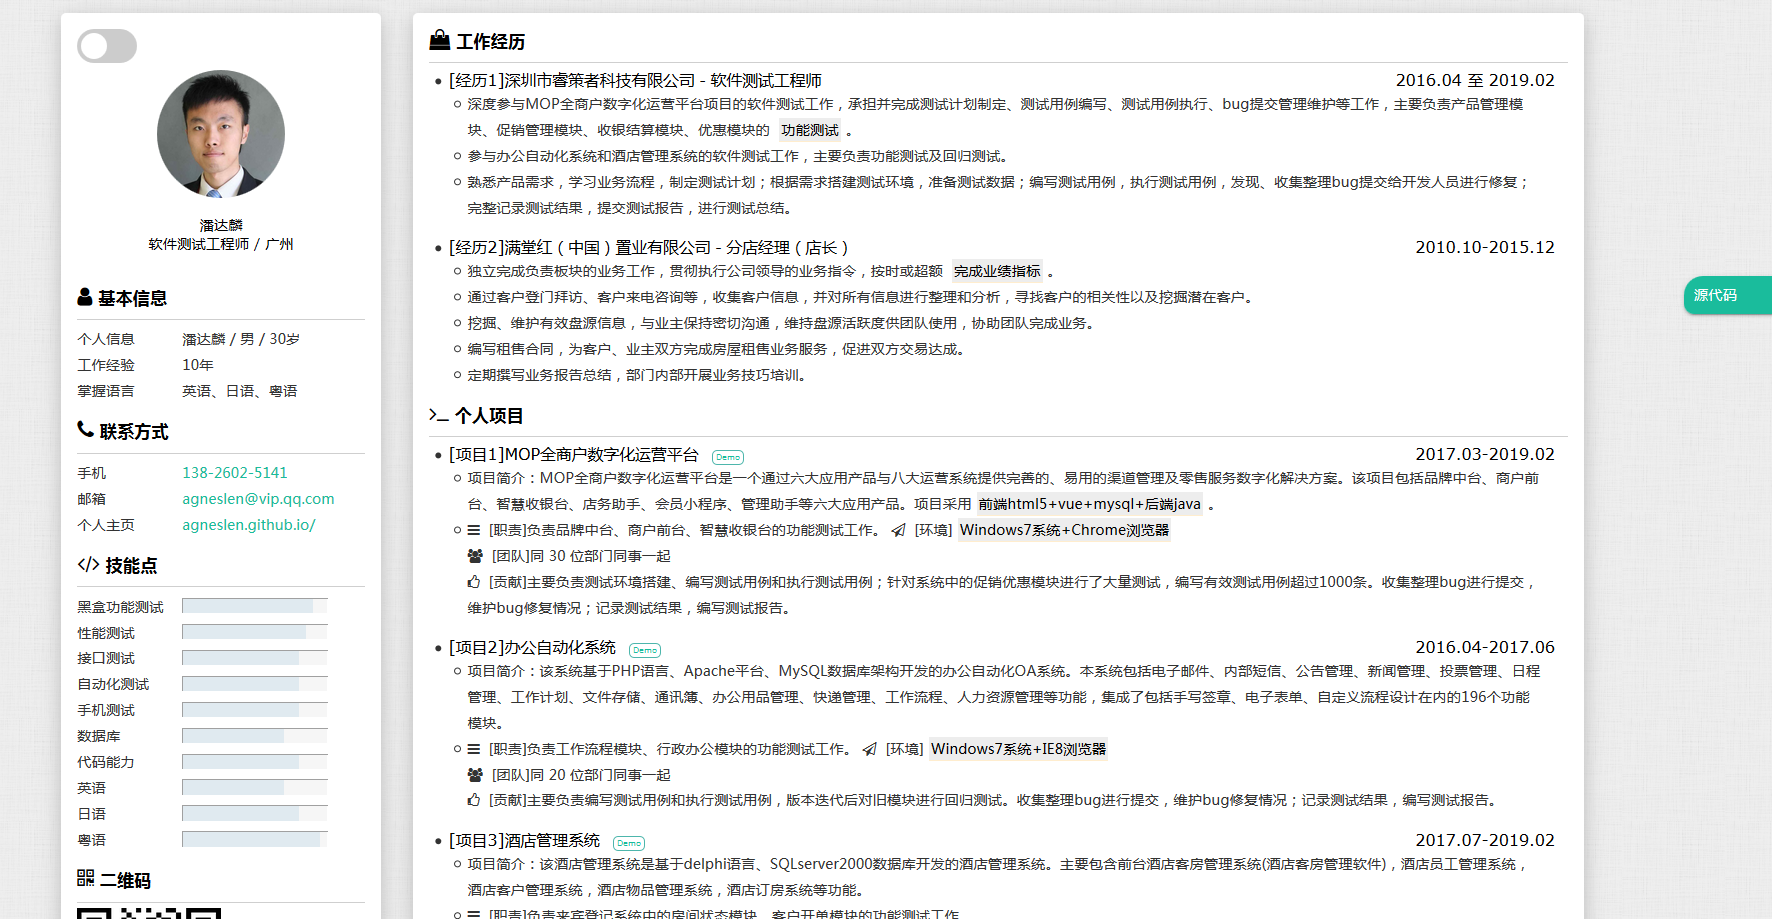 潘达麟
软件测试工程师 / 广州
基本信息
个人信息 潘达麟 / 男 / 30岁
工作经验 10年
掌握语言 英语、日语、粤语
联系方式
手机 138-2602-5141
邮箱 agneslen@vip.qq.com
个人主页 agneslen.github.io/
</> 技能点
黑盒功能测试
性能测试
接口测试
自动化测试
手机测试
数据库
代码能力
英语
日语
粤语
二维码
工作经历
[经历1]深圳市睿策者科技有限公司 - 软件测试工程师 2016.04 至 2019.02
深度参与MOP全商户数字化运营平台项目的软件测试工作，承担并完成测试计划制定、测试用例编写、测试用例执行、bug提交管理维护等工作，主要负责产品管理模
块、促销管理模块、收银结算模块、优惠模块的 功能测试 。
参与办公自动化系统和酒店管理系统的软件测试工作，主要负责功能测试及回归测试。
熟悉产品需求，学习业务流程，制定测试计划；根据需求搭建测试环境，准备测试数据；编写测试用例，执行测试用例，发现、收集整理bug提交给开发人员进行修复；
完整记录测试结果，提交测试报告，进行测试总结。
[经历2]满堂红（中国）置业有限公司 - 分店经理（店长） 2010.10-2015.12
独立完成负责板块的业务工作，贯彻执行公司领导的业务指令，按时或超额 完成业绩指标 。
通过客户登门拜访、客户来电咨询等，收集客户信息，并对所有信息进行整理和分析，寻找客户的相关性以及挖掘潜在客户。
挖掘、维护有效盘源信息，与业主保持密切沟通，维持盘源活跃度供团队使用，协助团队完成业务。
编写租售合同，为客户、业主双方完成房屋租售业务服务，促进双方交易达成。
定期撰写业务报告总结，部门内部开展业务技巧培训。
个人项目
[项目1]MOP全商户数字化运营平台 Demo 2017.03-2019.02
项目简介：MOP全商户数字化运营平台是一个通过六大应用产品与八大运营系统提供完善的、易用的渠道管理及零售服务数字化解决方案。该项目包括品牌中台、商户前
台、智慧收银台、店务助手、会员小程序、管理助手等六大应用产品。项目采用 前端html5+vue+mysql+后端java 。
[职责]负责品牌中台、商户前台、智慧收银台的功能测试工作。 [环境] Windows7系统+Chrome浏览器
[团队]同 30 位部门同事一起
[贡献]主要负责测试环境搭建、编写测试用例和执行测试用例；针对系统中的促销优惠模块进行了大量测试，编写有效测试用例超过1000条。收集整理bug进行提交，
维护bug修复情况；记录测试结果，编写测试报告。
[项目2]办公自动化系统 Demo 2016.04-2017.06
项目简介：该系统基于PHP语言、Apache平台、MySQL数据库架构开发的办公自动化OA系统。本系统包括电子邮件、内部短信、公告管理、新闻管理、投票管理、日程
管理、工作计划、文件存储、通讯簿、办公用品管理、快递管理、工作流程、人力资源管理等功能，集成了包括手写签章、电子表单、自定义流程设计在内的196个功能
模块。
[职责]负责工作流程模块、行政办公模块的功能测试工作。 [环境] Windows7系统+IE8浏览器
[团队]同 20 位部门同事一起
[贡献]主要负责编写测试用例和执行测试用例，版本迭代后对旧模块进行回归测试。收集整理bug进行提交，维护bug修复情况；记录测试结果，编写测试报告。
[项目3]酒店管理系统 Demo 2017.07-2019.02
项目简介：该酒店管理系统是基于delphi语言、SQLserver2000数据库开发的酒店管理系统。主要包含前台酒店客房管理系统(酒店客房管理软件)，酒店员工管理系统，
酒店客户管理系统，酒店物品管理系统，酒店订房系统等功能。
[职责]负责来宾登记系统中的房间状态模块、客户开单模块的功能测试工作
源代码